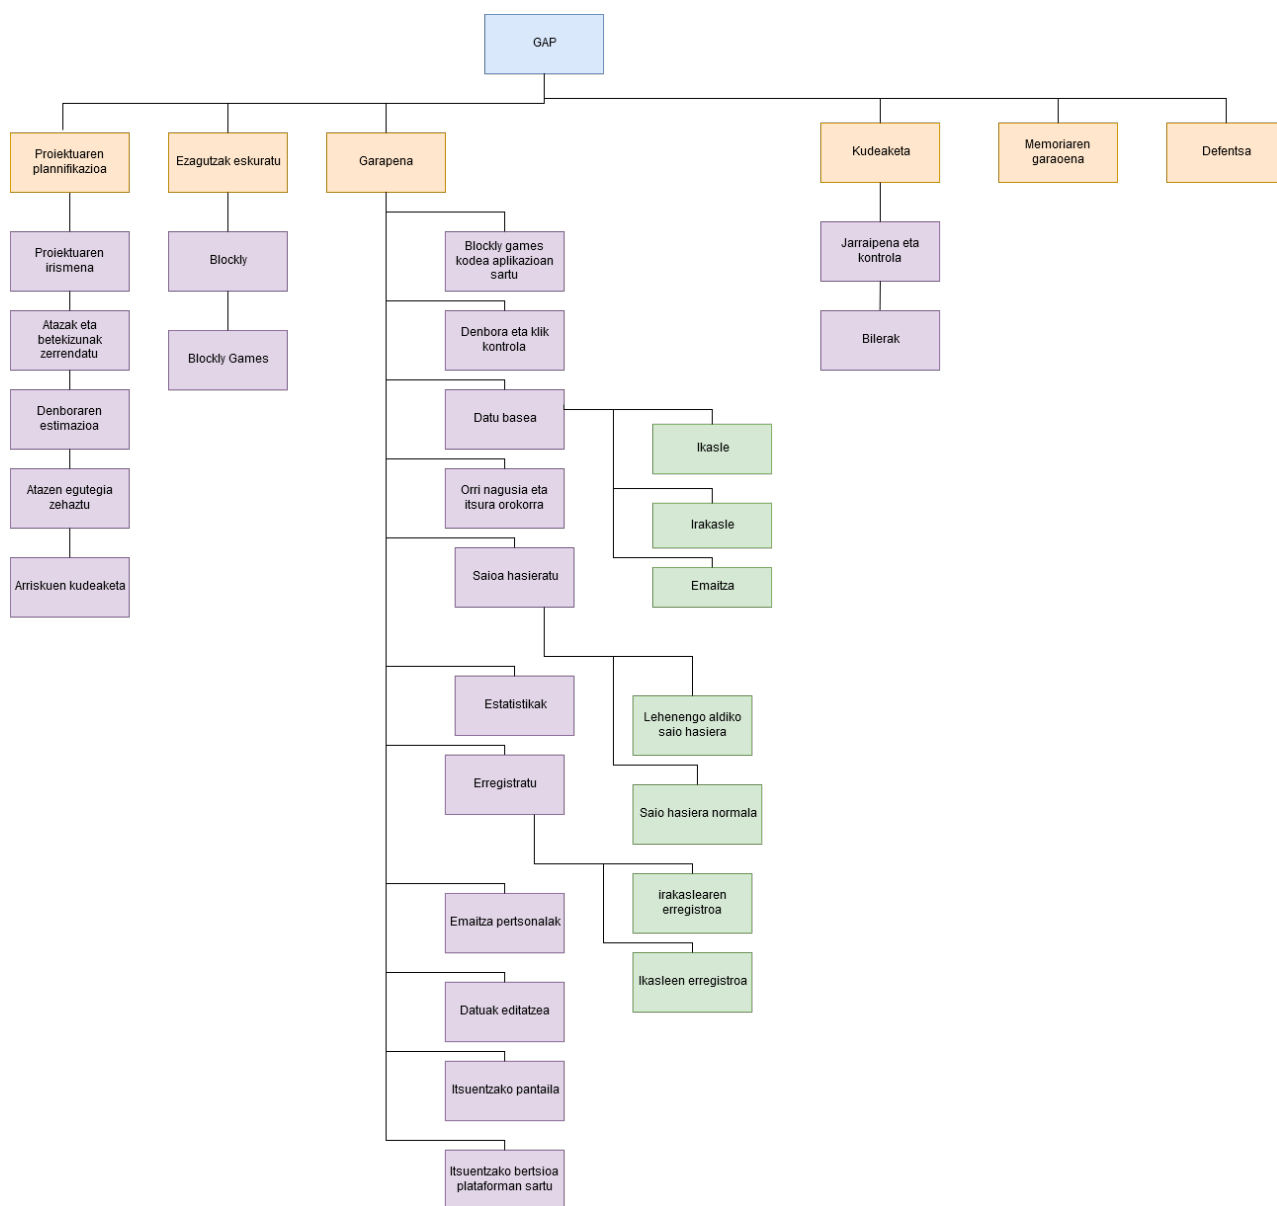 GAP
Proiektuaren
plannifikazioa
Ezagutzak eskuratu
Garapena
Kudeaketa
Memoriaren
garaoena
Defentsa
Proiektuaren
irismena
Atazak eta
betekizunak
zerrendatu
Denboraren
estimazioa
Atazen egutegia
zehaztu
Arriskuen kudeaketa
Blockly
Blockly Games
Blockly games
kodea aplikazioan
sartu
Denbora eta klik
kontrola
Datu basea
Ikasle
Irakasle
Emaitza
Orri nagusia eta
itsura orokorra
Saioa hasieratu
Lehenengo aldiko
saio hasiera
Saio hasiera normala
Estatistikak
Erregistratu
irakaslearen
erregistroa
Ikasleen erregistroa
Emaitza pertsonalak
Datuak editatzea
Itsuentzako pantaila
Itsuentzako bertsioa
plataforman sartu
Jarraipena eta
kontrola
Bilerak